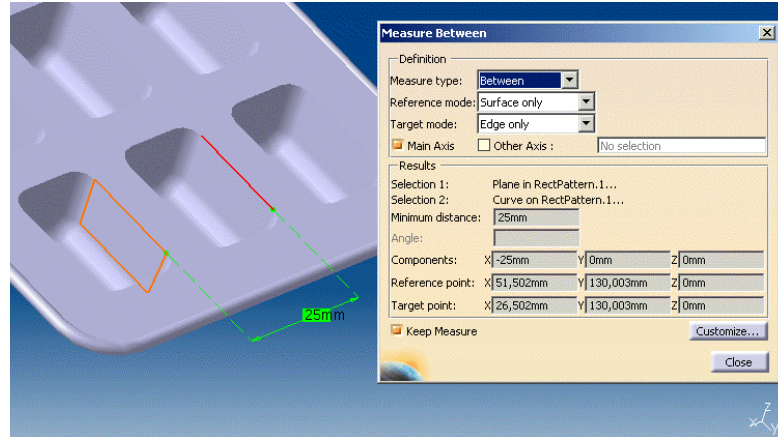 Measure Between
Definition
Measure type: Between
Reference mode: Surface only
Target mode: Edge only
Main Axis Other Axis : No selection
Results
Selection 1: Plane in RectPattern.1...
Selection 2: Curve on RectPattern.1...
Minimum distance: 25mm
Angle:
Components: X -25mm Y 0mm Z 0mm
Reference point: X 51,502mm Y 130,003mm Z 0mm
Target point: X 26,502mm Y 130,003mm Z 0mm
Keep Measure Customize...
Close
25mm
Z
x y